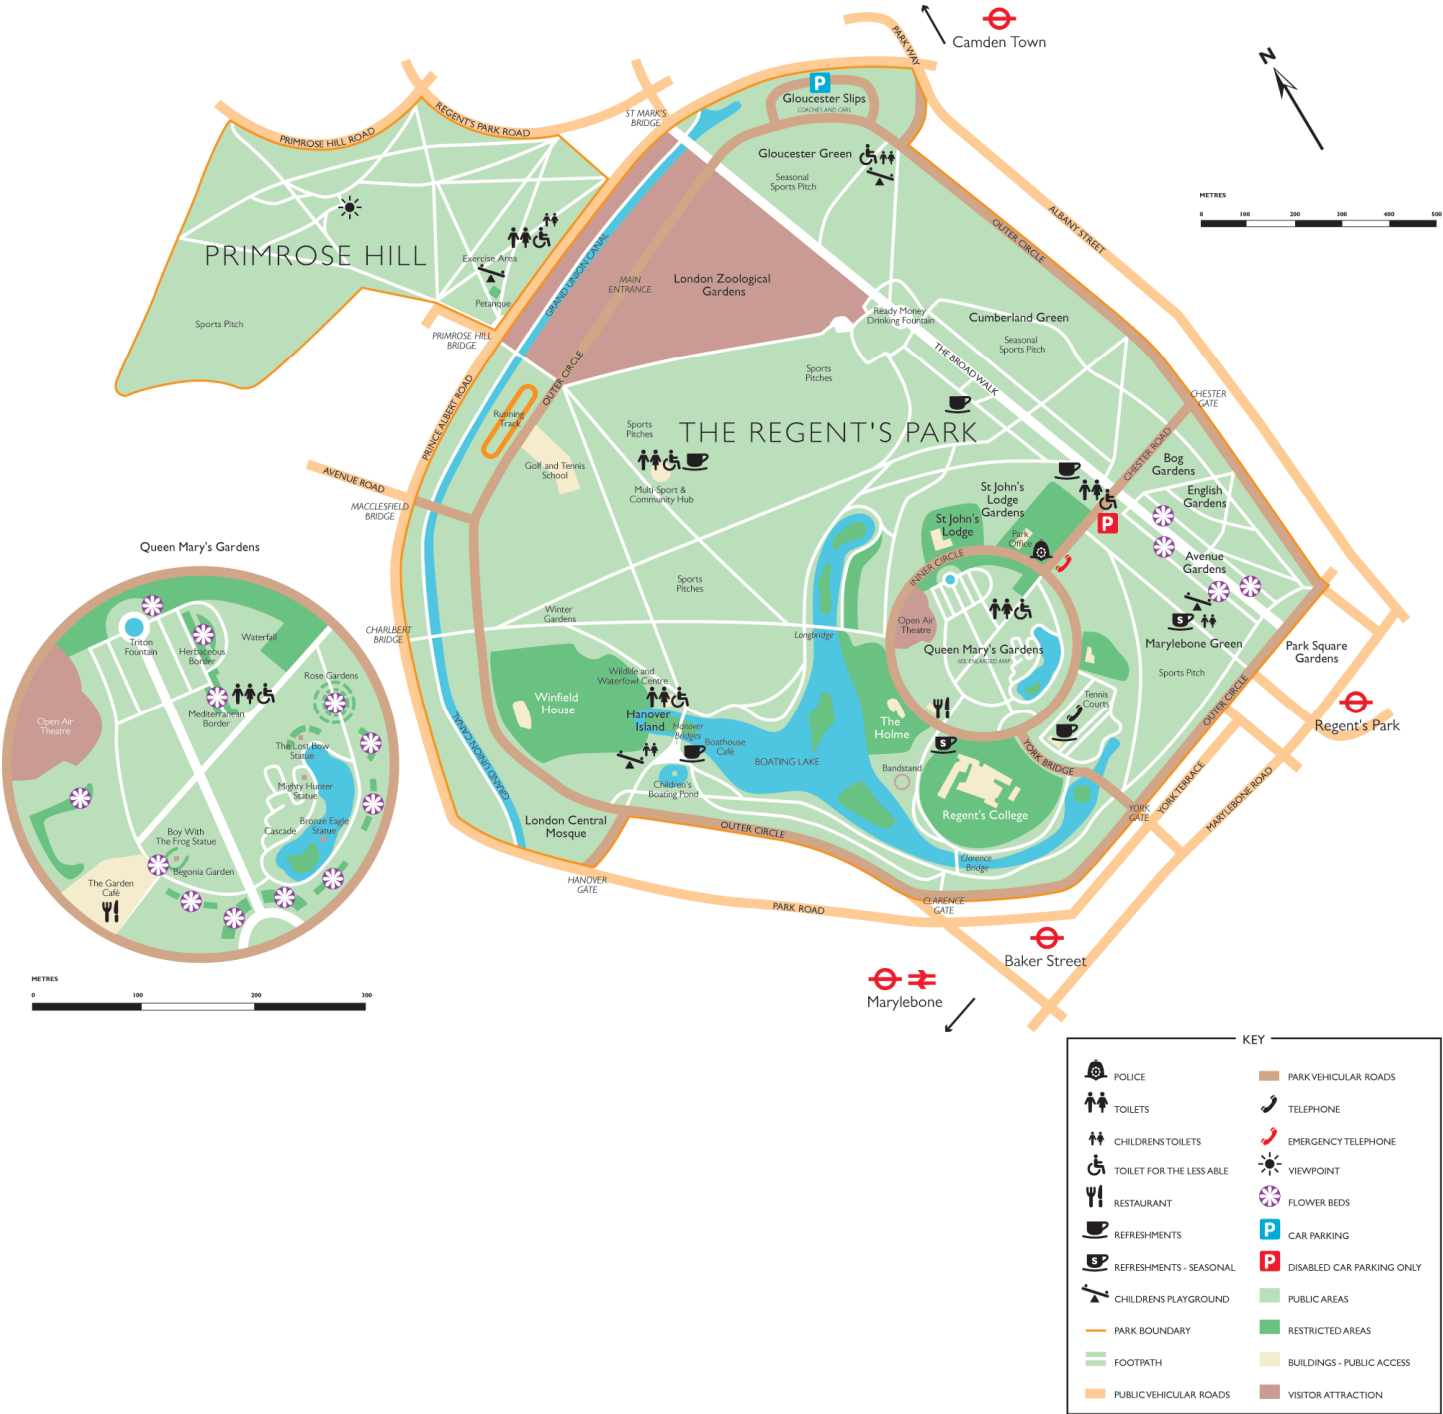 Camden Town
PARK WAY
N
METRES
0 100 200 300 400 500
P
Gloucester Slips
COACHES AND CARS
ST MARK'S
BRIDGE
REGENT'S PARK ROAD
PRIMROSE HILL ROAD
Gloucester Green
Seasonal
Sports Pitch
ALBANY STREET
OUTER CIRCLE
PRIMROSE HILL
Exercise Area
Petanque
Sports Pitch
PRIMROSE HILL
BRIDGE
GRAND UNION CANAL
MAIN
ENTRANCE
London Zoological
Gardens
Ready Money
Drinking Fountain
Cumberland Green
Seasonal
Sports Pitch
THE BROAD WALK
Sports
Pitches
OUTER CIRCLE
PRINCE ALBERT ROAD
Running
Track
Sports
Pitches
THE REGENT'S PARK
CHESTER
GATE
CHESTER ROAD
AVENUE ROAD
Golf and Tennis
School
Multi-Sport &
Community Hub
MACCLESFIELD
BRIDGE
Bog
Gardens
English
Gardens
St John's
Lodge
Gardens
St John's
Lodge
Park
Office
P
Avenue
Gardens
INNER CIRCLE
Sports
Pitches
Winter
Gardens
CHARLBERT
BRIDGE
Longbridge
Open Air
Theatre
Queen Mary's Gardens
SEE ENLARGED MAP
S
Marylebone Green
Sports Pitch
Park Square
Gardens
OUTER CIRCLE
Regent's Park
Wildlife and
Waterfowl Centre
Winfield
House
Hanover
Island
Hanover
Bridges
Boathouse
Café
BOATING LAKE
The
Holme
Tennis
Courts
S
YORK BRIDGE
Bandstand
Children's
Boating Pond
GRAND UNION CANAL
Regent's College
YORK
GATE
YORK TERRACE
MARYLEBONE ROAD
London Central
Mosque
OUTER CIRCLE
Clarence
Bridge
HANOVER
GATE
PARK ROAD
CLARENCE
GATE
Baker Street
Marylebone
Queen Mary's Gardens
Triton
Fountain
Herbaceous
Border
Waterfall
Rose Gardens
Mediterranean
Border
Open Air
Theatre
The Lost Bow
Statue
Mighty Hunter
Statue
Bronze Eagle
Statue
Cascade
Boy With
The Frog Statue
Begonia Garden
The Garden
Café
METRES
0 100 200 300
KEY
POLICE
TOILETS
CHILDRENS TOILETS
TOILET FOR THE LESS ABLE
RESTAURANT
REFRESHMENTS
S REFRESHMENTS - SEASONAL
CHILDRENS PLAYGROUND
PARK BOUNDARY
FOOTPATH
PUBLIC VEHICULAR ROADS
PARK VEHICULAR ROADS
TELEPHONE
EMERGENCY TELEPHONE
VIEWPOINT
FLOWER BEDS
P CAR PARKING
P DISABLED CAR PARKING ONLY
PUBLIC AREAS
RESTRICTED AREAS
BUILDINGS - PUBLIC ACCESS
VISITOR ATTRACTION